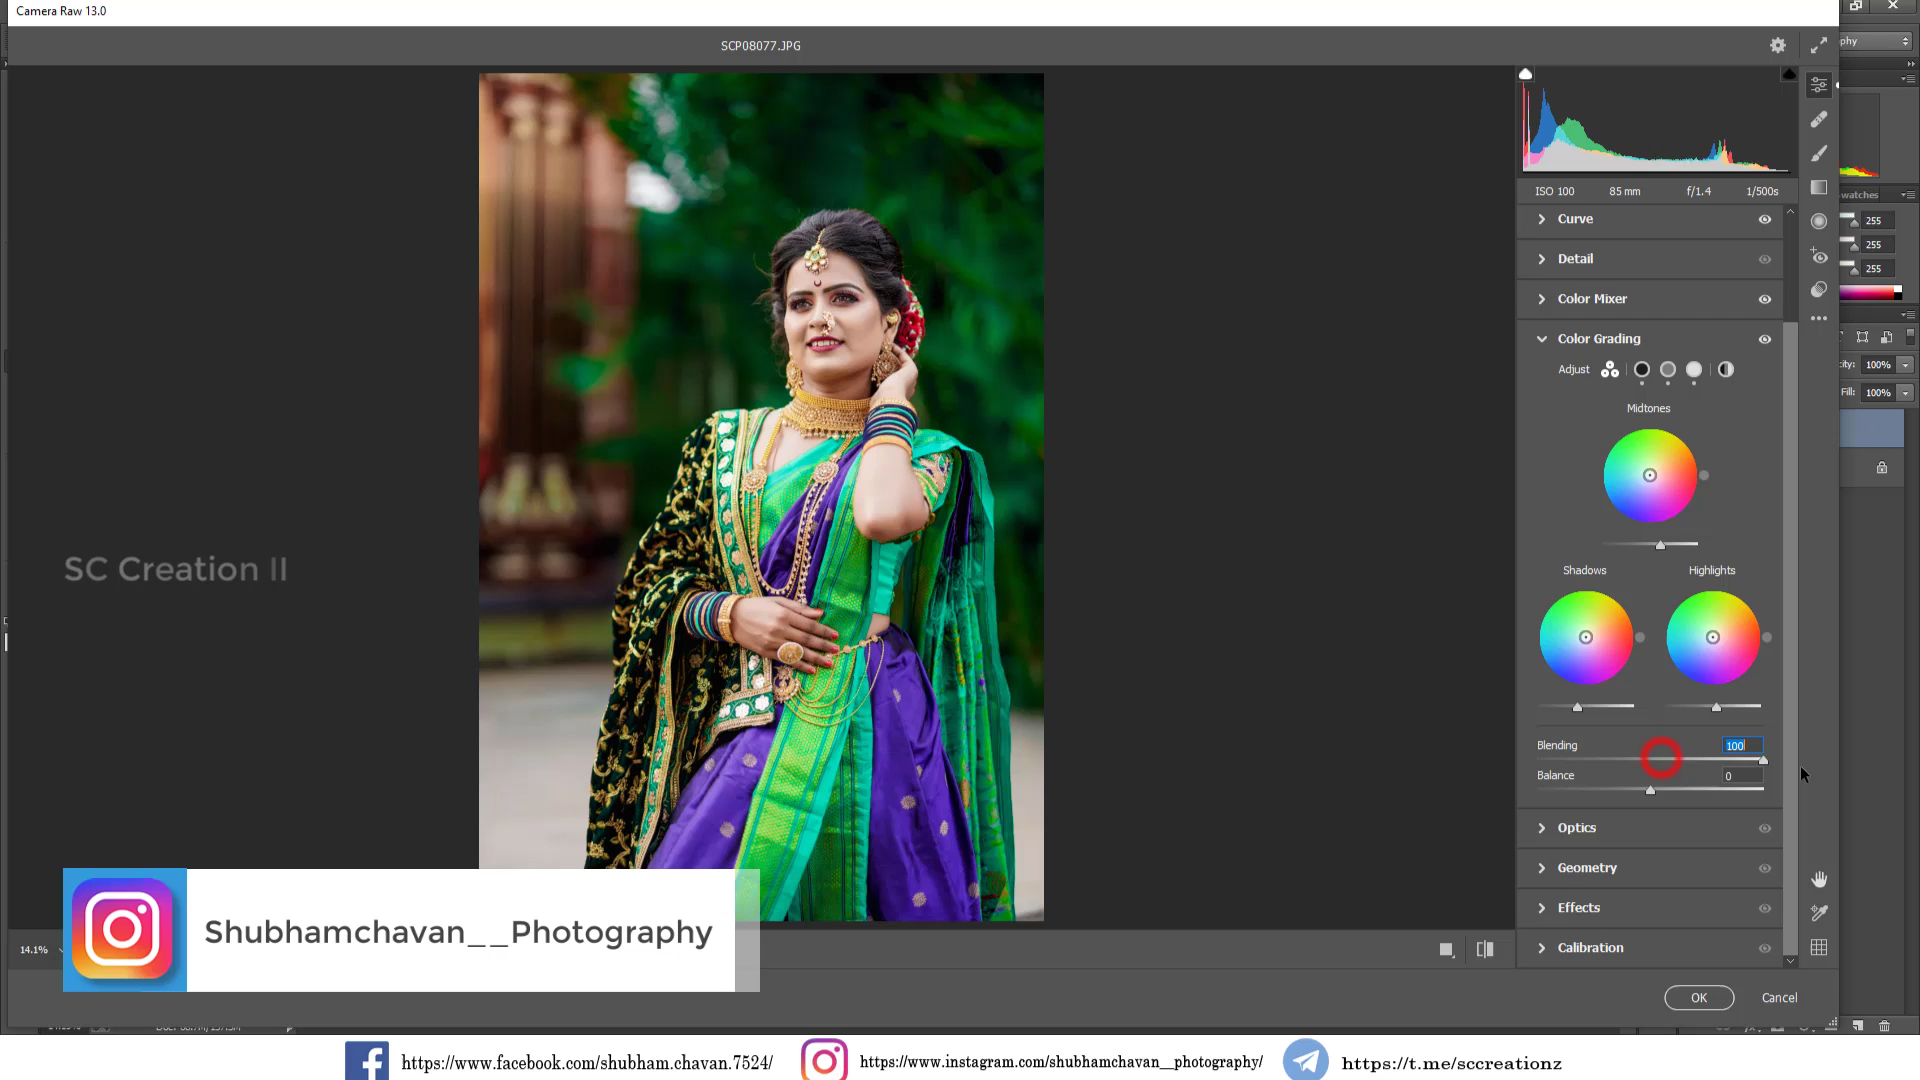 Camera Raw 13.0
SCP08077.JPG
phy
ISO 100 85 mm f/1.4 1/500s
Curve
Detail
Color Mixer
Color Grading
Adjust
Midtones
Shadows Highlights
Blending 100
Balance 0
Optics
Geometry
Effects
Calibration
watches
255
255
255
city: 100%
Fill: 100%
SC Creation II
Shubhamchavan__Photography
14.1%
OK Cancel
https://www.facebook.com/shubham.chavan.7524/ https://www.instagram.com/shubhamchavan__photography/ https://t.me/sccreationz